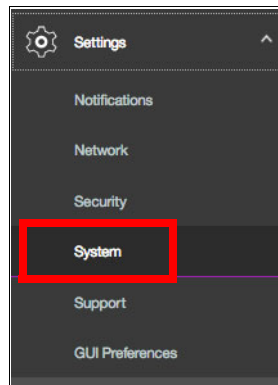 Settings
Notifications
Network
Security
System
Support
GUI Preferences